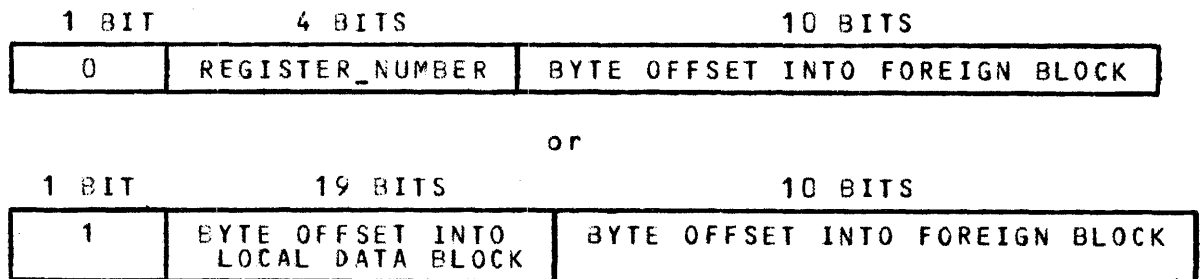 1 BIT 4 BITS 10 BITS
0 REGISTER_NUMBER BYTE OFFSET INTO FOREIGN BLOCK
or
1 BIT 19 BITS 10 BITS
1 BYTE OFFSET INTO BYTE OFFSET INTO FOREIGN BLOCK
LOCAL DATA BLOCK